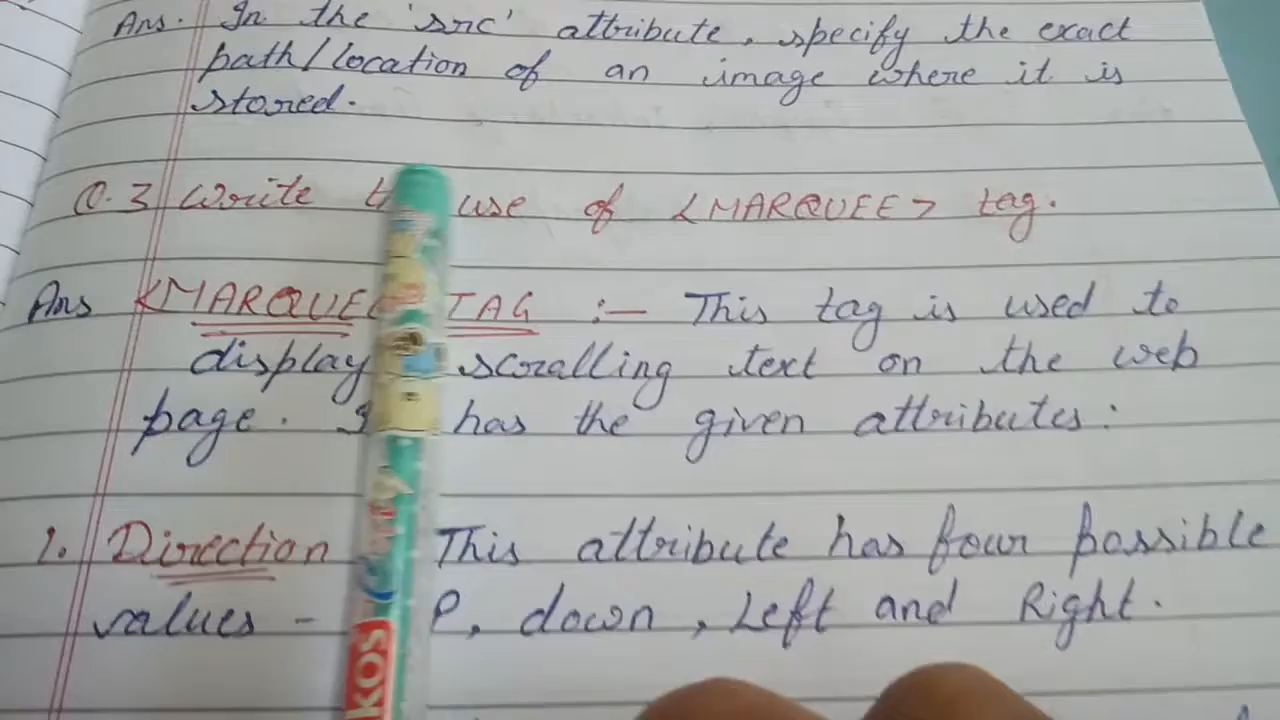 Ans. In the 'src' attribute, specify the exact
path/location of an image where it is
stored.
Q.3 Write use of <MARQUEE> tag.
Ans <MARQUEE TAG :- This tag is used to
display scrolling text on the web
page. has the given attributes:
1. Direction This attribute has four possible
values - P, down, Left and Right.
kos